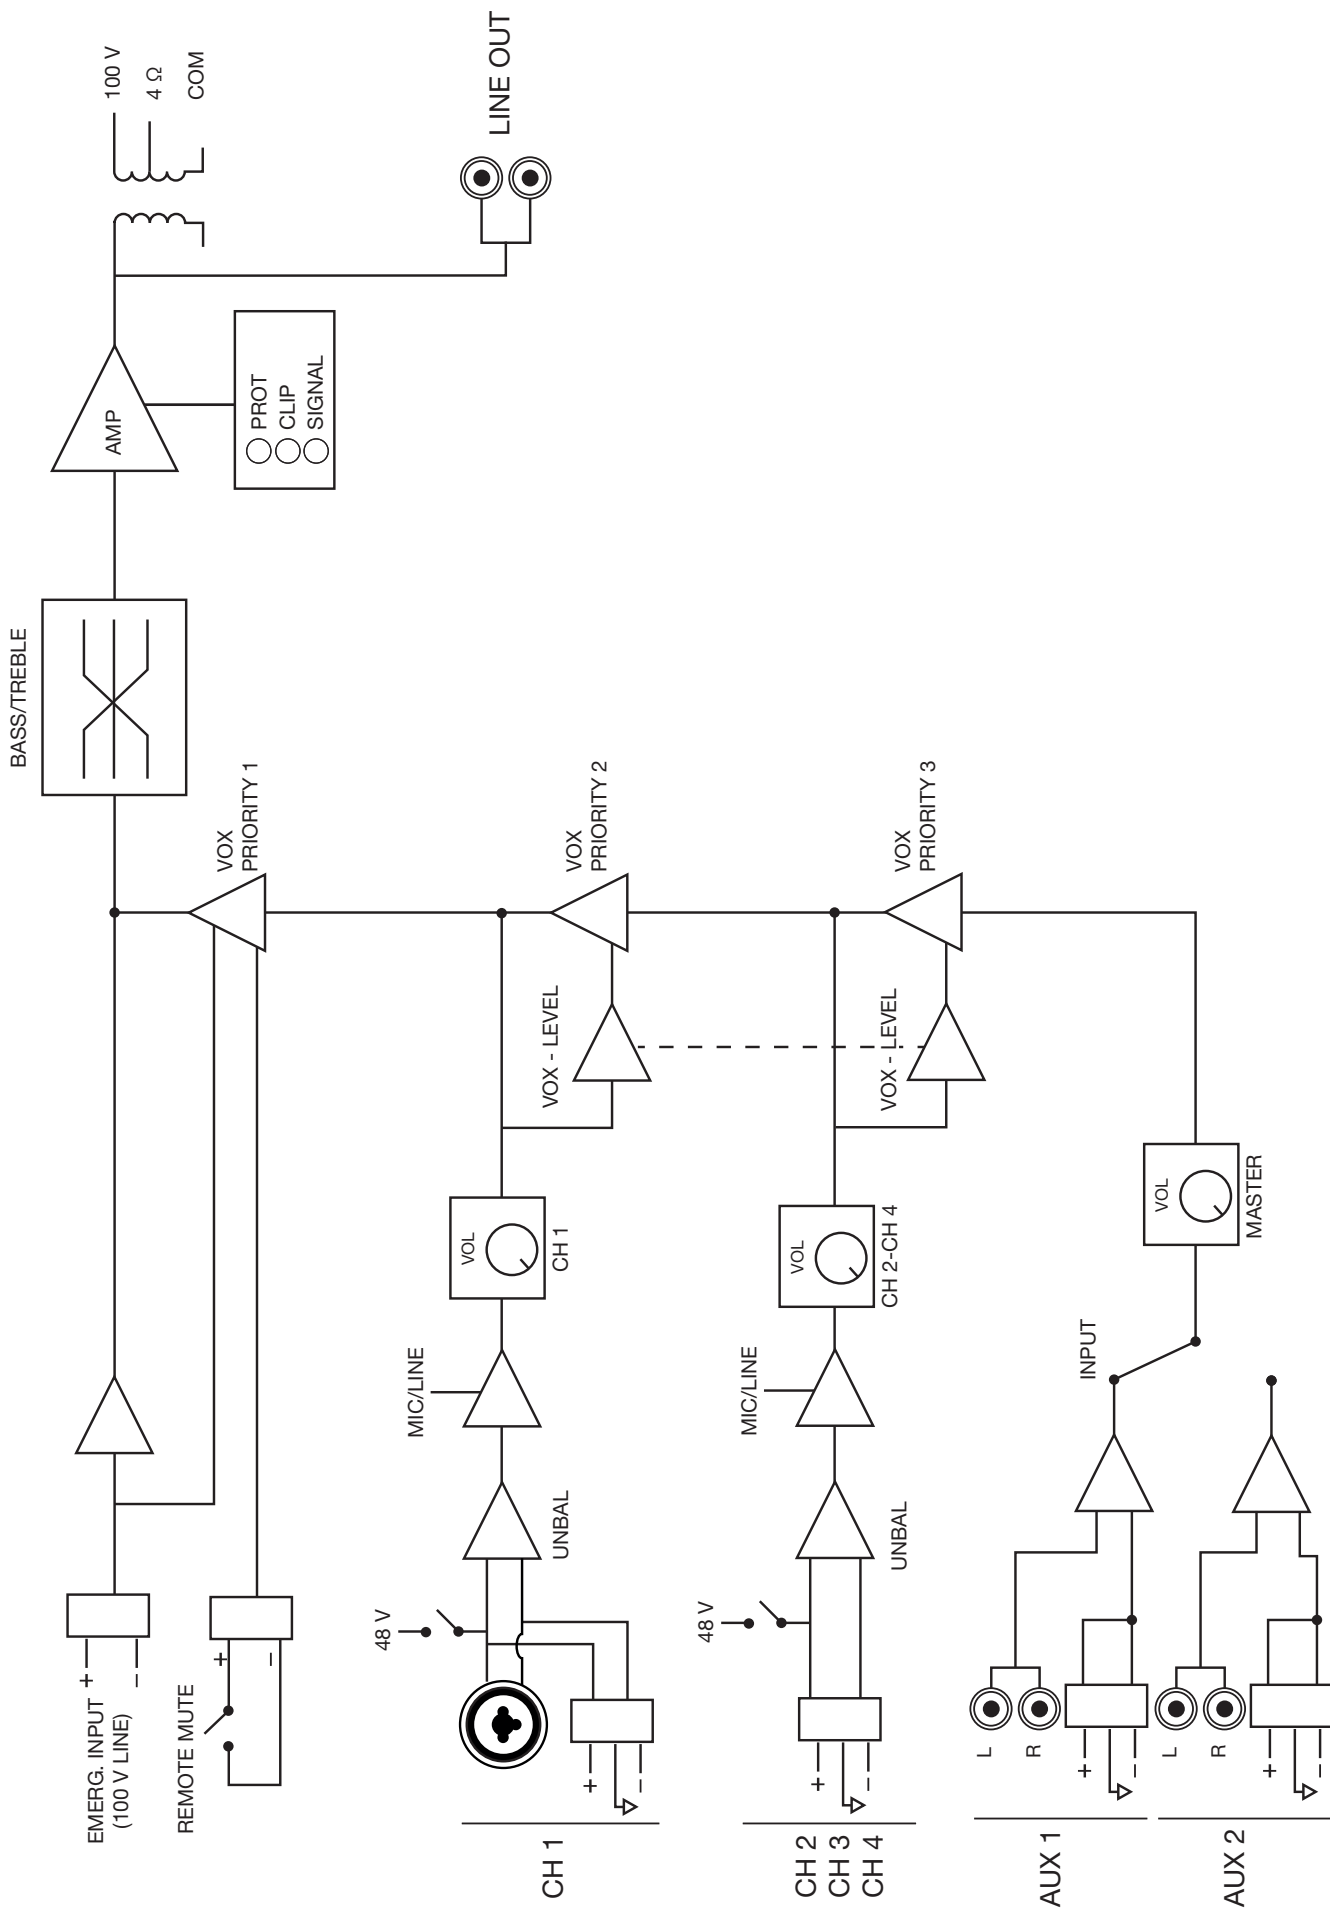 EMERG. INPUT
(100 V LINE)
+
–
REMOTE MUTE
+
–
BASS/TREBLE
AMP
PROT
CLIP
SIGNAL
100 V
4 Ω
COM
LINE OUT
VOX
PRIORITY 1
CH 1
+
–
48 V
UNBAL
MIC/LINE
VOL
CH 1
VOX - LEVEL
VOX
PRIORITY 2
CH 2
CH 3
CH 4
+
–
48 V
UNBAL
MIC/LINE
VOL
CH 2-CH 4
VOX - LEVEL
VOX
PRIORITY 3
AUX 1
L
R
+
–
INPUT
VOL
MASTER
AUX 2
L
R
+
–